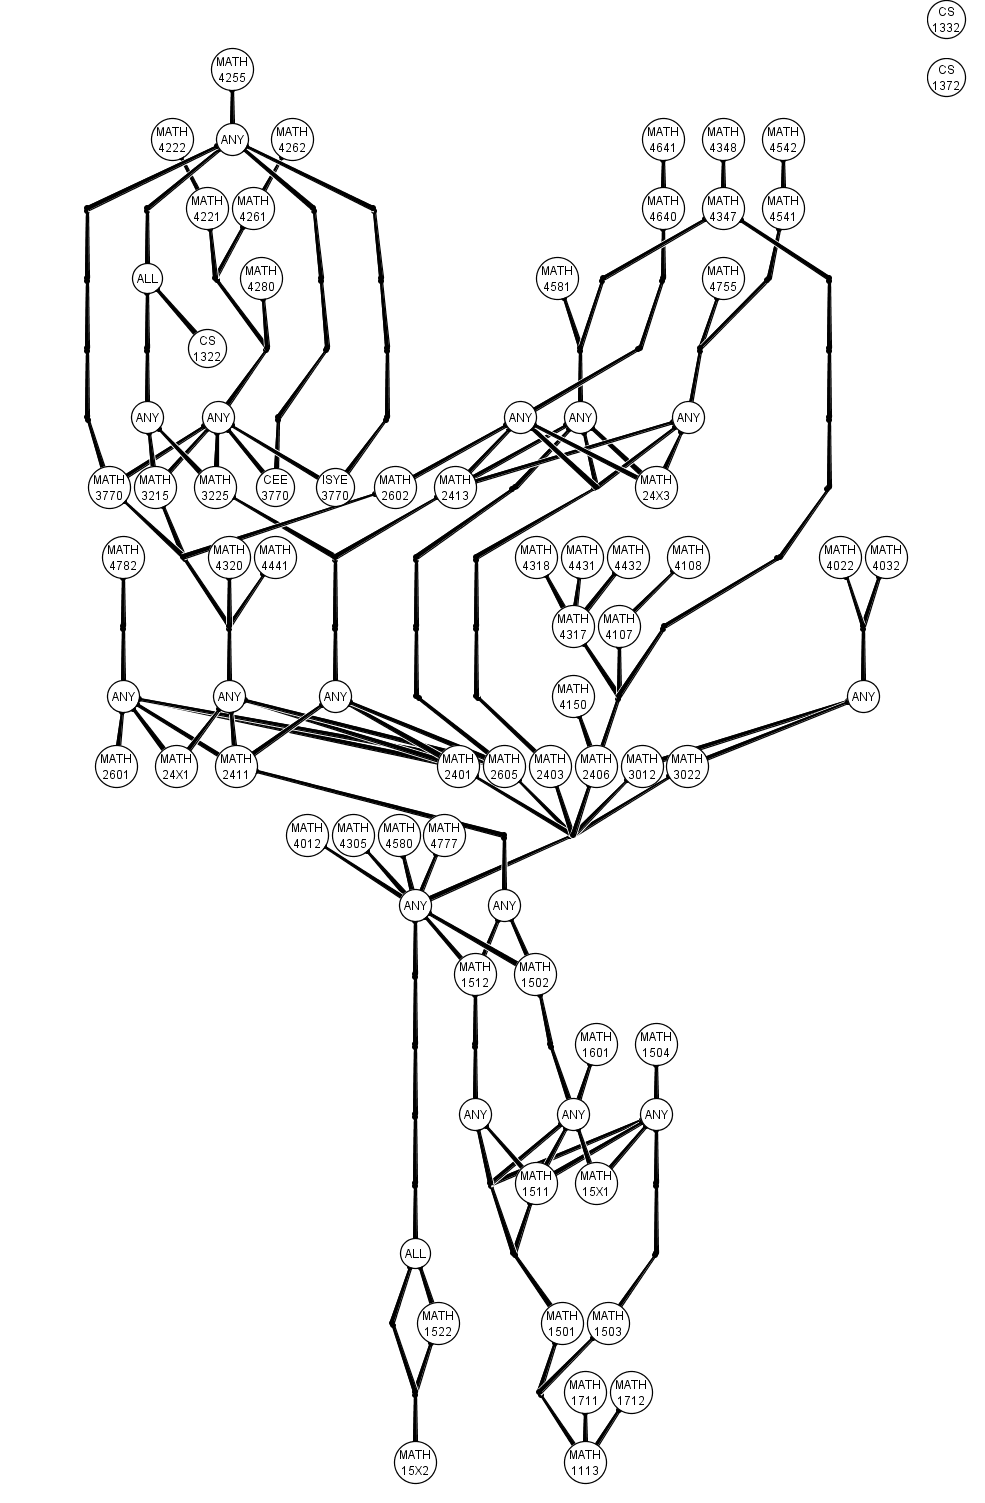 CS
1332
MATH
4255
CS
1372
MATH
4222
ANY
MATH
4262
MATH
4641
MATH
4348
MATH
4542
MATH
4221
MATH
4261
MATH
4640
MATH
4347
MATH
4541
ALL
MATH
4280
MATH
4581
MATH
4755
CS
1322
ANY
ANY
ANY
ANY
ANY
MATH
3770
MATH
3215
MATH
3225
CEE
3770
ISYE
3770
MATH
2602
MATH
2413
MATH
24X3
MATH
4782
MATH
4320
MATH
4441
MATH
4318
MATH
4431
MATH
4432
MATH
4108
MATH
4022
MATH
4032
MATH
4317
MATH
4107
ANY
ANY
ANY
MATH
4150
ANY
MATH
2601
MATH
24X1
MATH
2411
MATH
2401
MATH
2605
MATH
2403
MATH
2406
MATH
3012
MATH
3022
MATH
4012
MATH
4305
MATH
4580
MATH
4777
ANY
ANY
MATH
1512
MATH
1502
MATH
1601
MATH
1504
ANY
ANY
ANY
MATH
1511
MATH
15X1
ALL
MATH
1522
MATH
1501
MATH
1503
MATH
1711
MATH
1712
MATH
15X2
MATH
1113